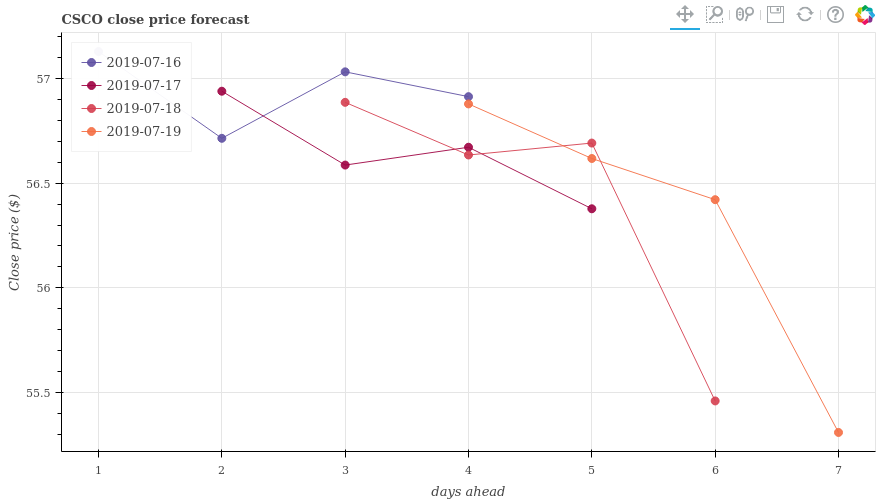 CSCO close price forecast
2019-07-16
2019-07-17
2019-07-18
2019-07-19
Close price ($)
57
56.5
56
55.5
1 2 3 4 5 6 7
days ahead